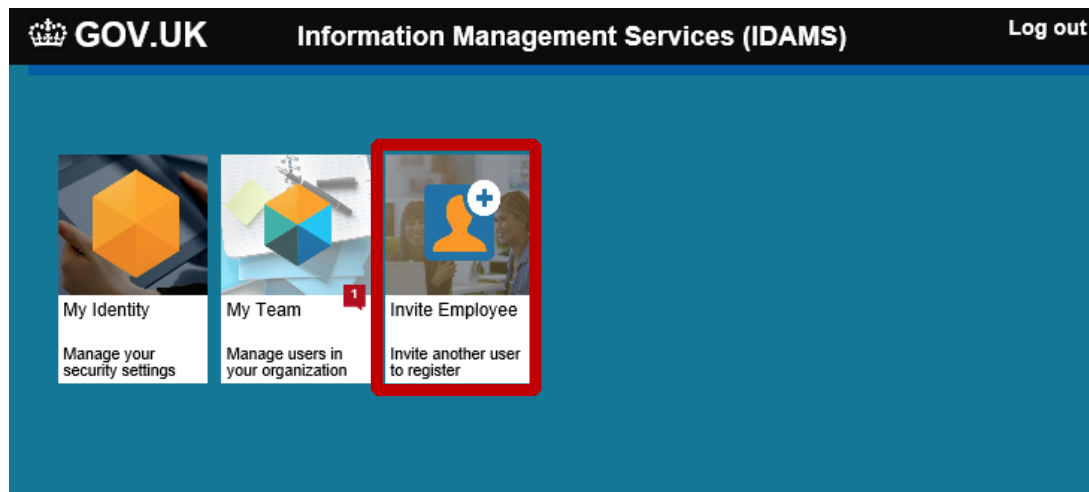 GOV.UK
Information Management Services (IDAMS)
Log out
My Identity
Manage your
security settings
1
My Team
Manage users in
your organization
Invite Employee
Invite another user
to register